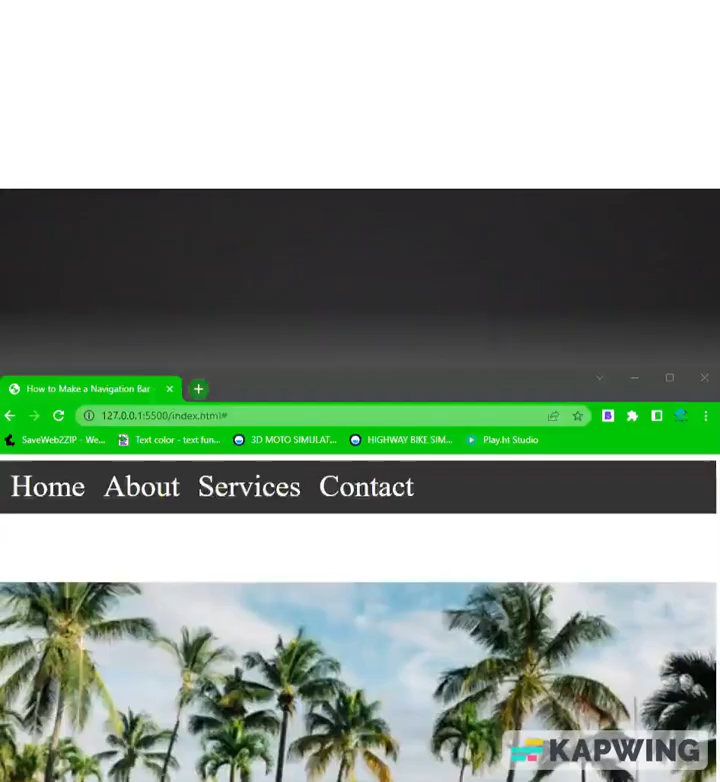 How to Make a Navigation Bar
127.0.0.1:5500/index.html#
SaveWeb2ZIP - We... Text color - text fun... 3D MOTO SIMULAT... HIGHWAY BIKE SIM... Play.ht Studio
Home About Services Contact
KAPWING